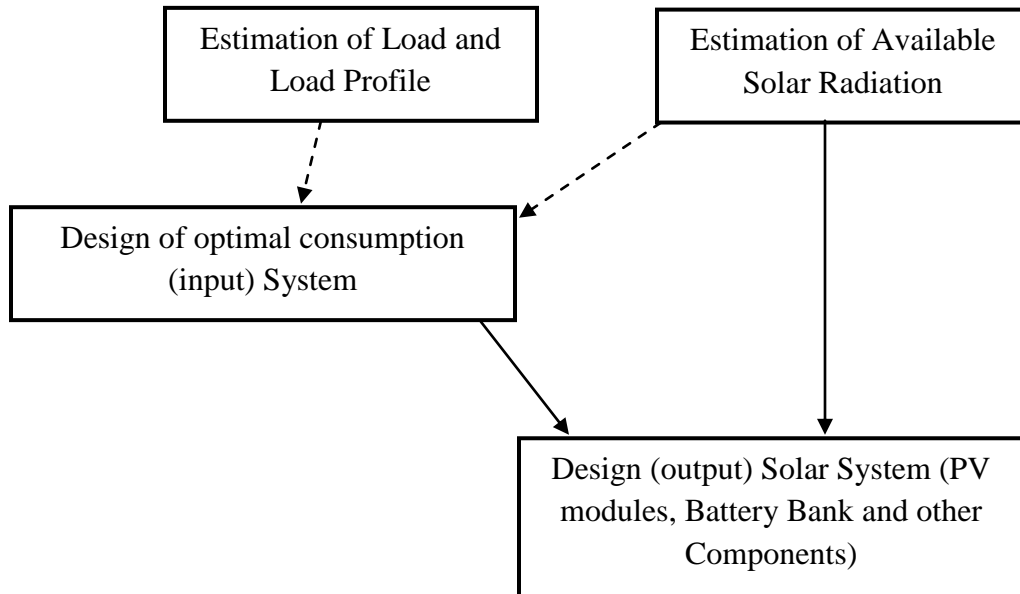 Estimation of Load and
Load Profile
Estimation of Available
Solar Radiation
Design of optimal consumption
(input) System
Design (output) Solar System (PV
modules, Battery Bank and other
Components)